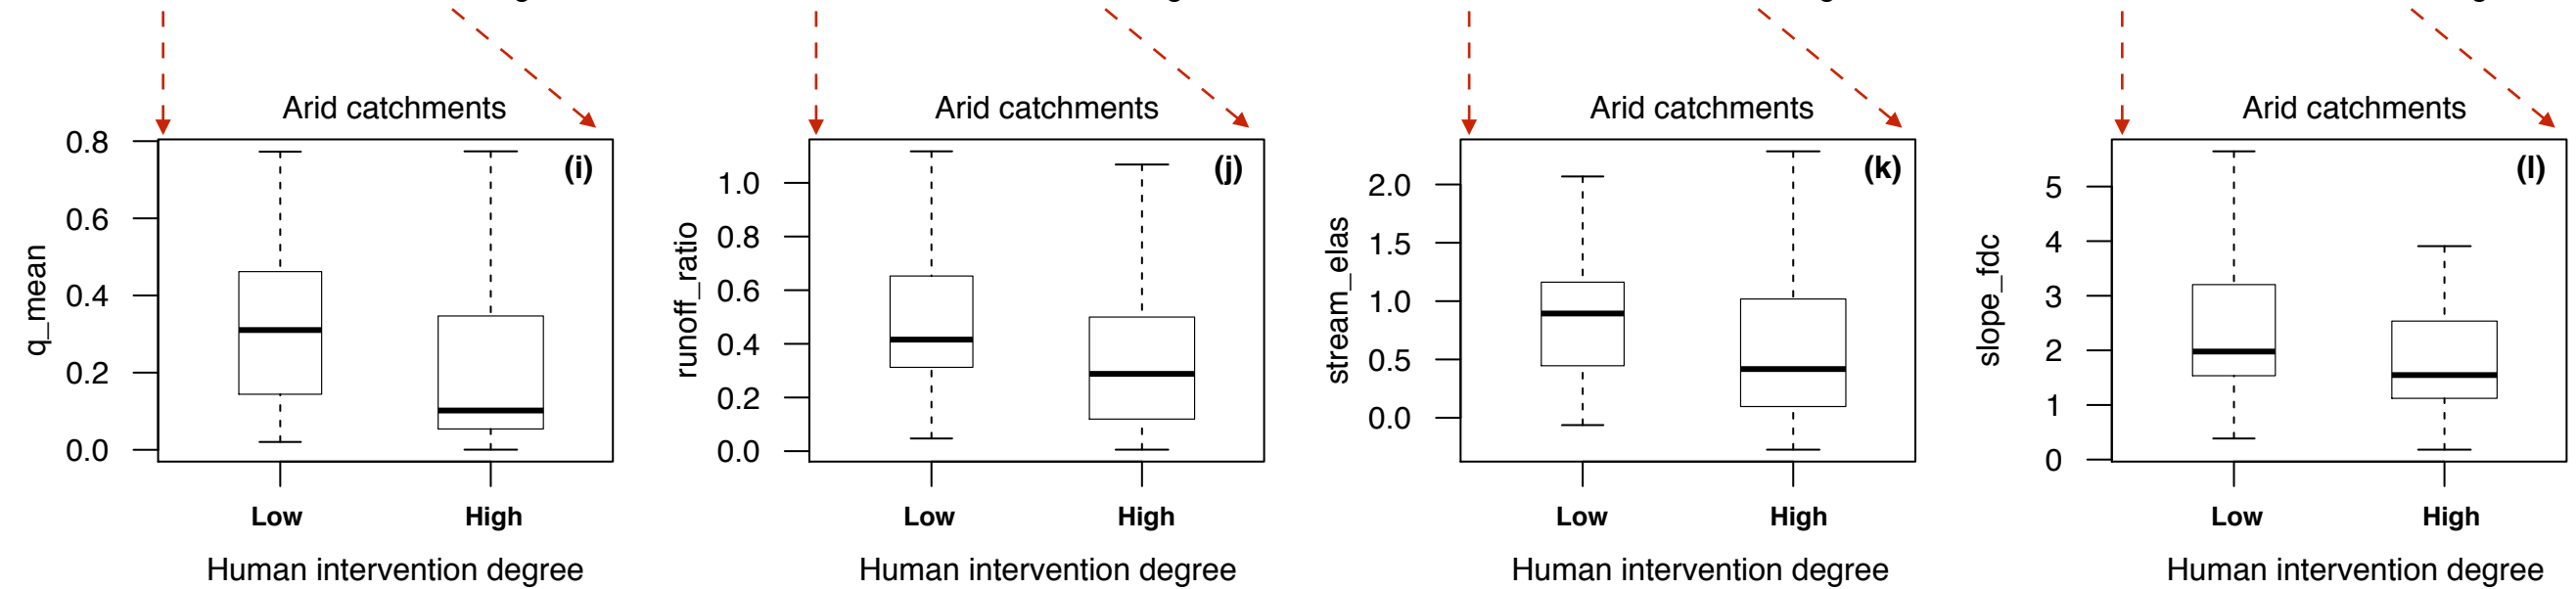 Arid catchments
(i)
q_mean
0.8
0.6
0.4
0.2
0.0
Low High
Human intervention degree
Arid catchments
(j)
runoff_ratio
1.0
0.8
0.6
0.4
0.2
0.0
Low High
Human intervention degree
Arid catchments
(k)
stream_elas
2.0
1.5
1.0
0.5
0.0
Low High
Human intervention degree
Arid catchments
(l)
slope_fdc
5
4
3
2
1
0
Low High
Human intervention degree